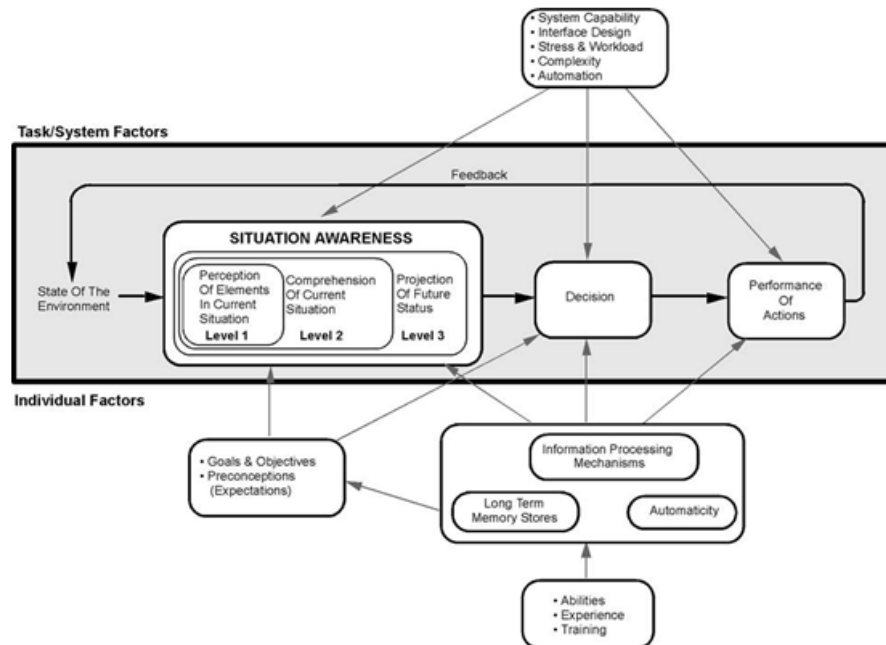 • System Capability
• Interface Design
• Stress & Workload
• Complexity
• Automation
Task/System Factors
Feedback
SITUATION AWARENESS
Perception
Of Elements
In Current
Situation
Level 1
Comprehension
Of Current
Situation
Level 2
Projection
Of Future
Status
Level 3
State Of The
Environment
Decision
Performance
Of
Actions
Individual Factors
• Goals & Objectives
• Preconceptions
(Expectations)
Information Processing
Mechanisms
Long Term
Memory Stores
Automaticity
• Abilities
• Experience
• Training